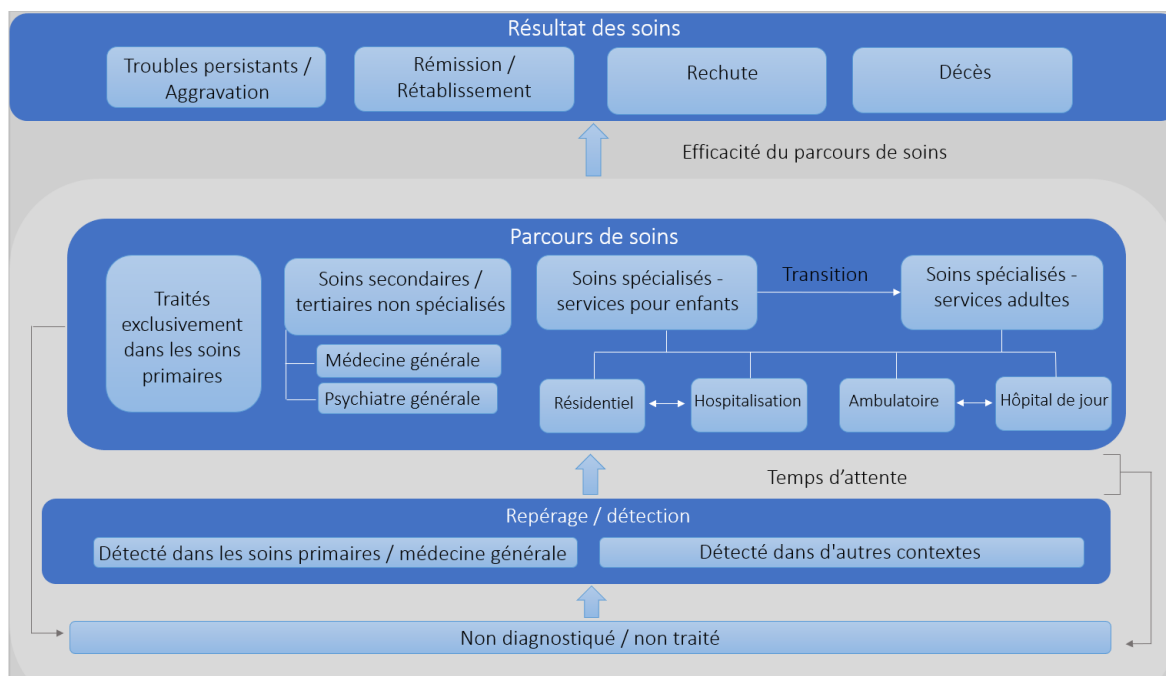 Résultat des soins
Troubles persistants /
Aggravation
Rémission /
Rétablissement
Rechute
Décès
Efficacité du parcours de soins
Parcours de soins
Traités
exclusivement
dans les soins
primaires
Soins secondaires /
tertiaires non spécialisés
Médecine générale
Psychiatre générale
Soins spécialisés -
services pour enfants
Transition
Soins spécialisés -
services adultes
Résidentiel
Hospitalisation
Ambulatoire
Hôpital de jour
Temps d’attente
Repérage / détection
Détecté dans les soins primaires / médecine générale
Détecté dans d'autres contextes
Non diagnostiqué / non traité